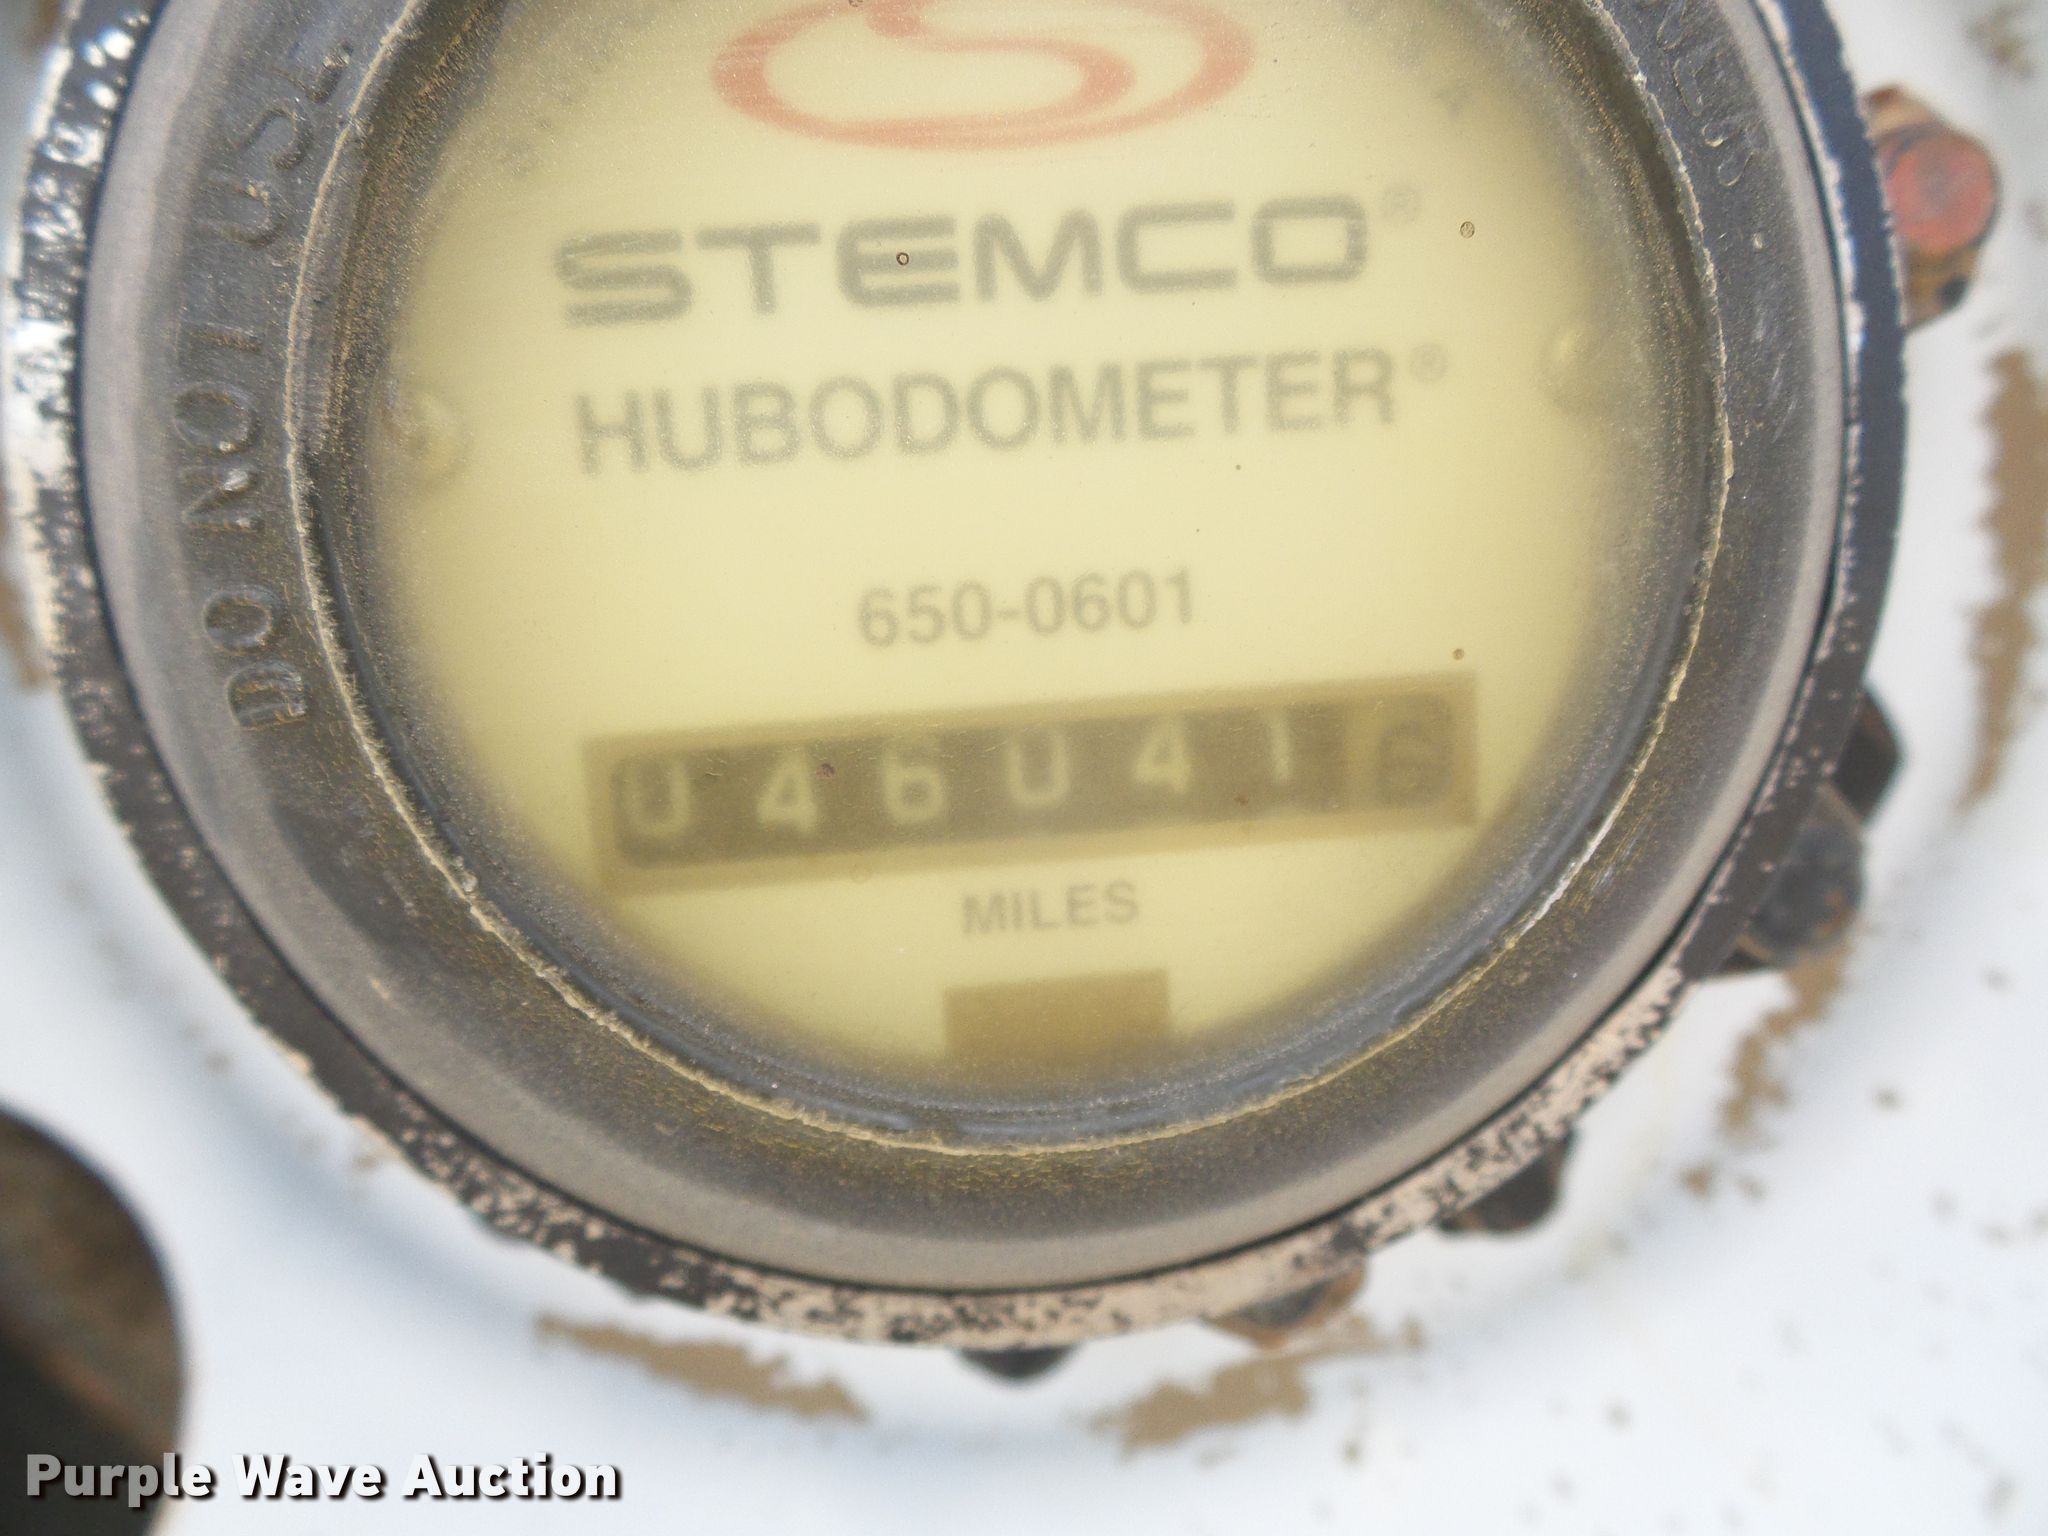 DO NOT USE
STEMCO®
HUBODOMETER®
650-0601
0460416
MILES
Purple Wave Auction